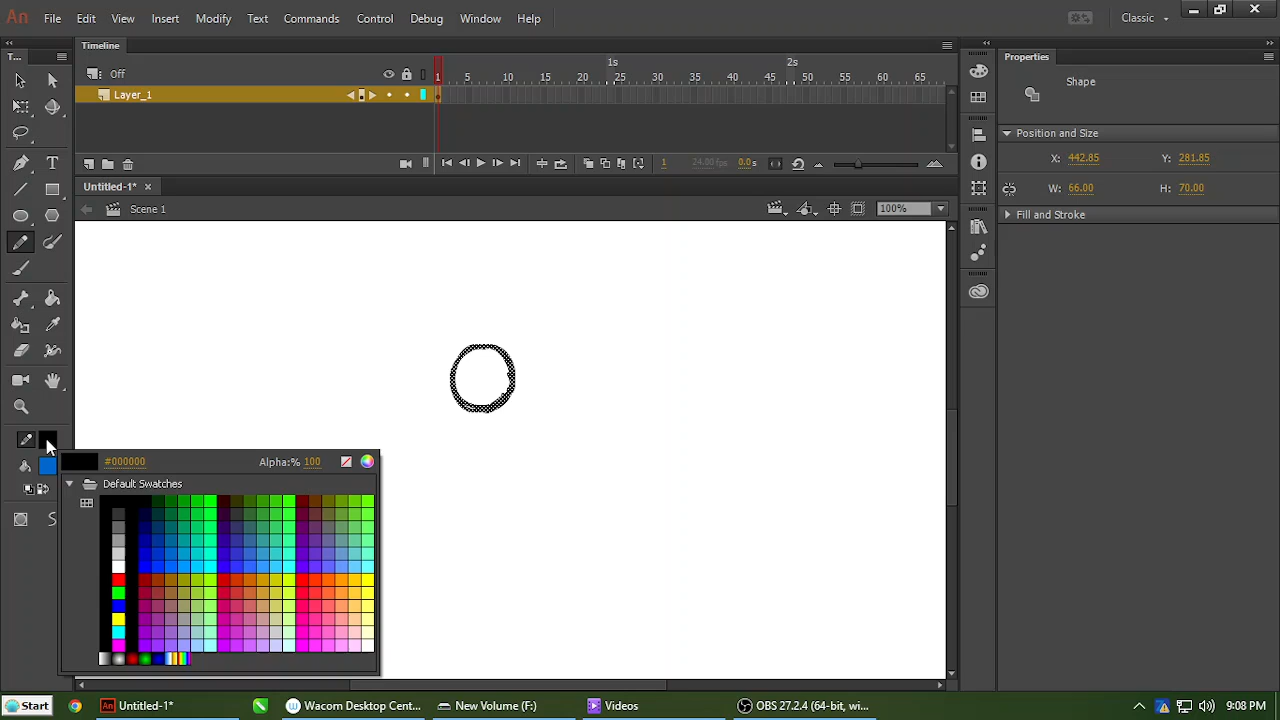 An File Edit View Insert Modify Text Commands Control Debug Window Help Classic
T... Timeline Properties
Off 1s 2s
1 5 10 15 20 25 30 35 40 45 50 55 60 65
Shape
Layer_1
Position and Size
X: 442.85 Y: 281.85
1 24.80 fps 0.0s
Untitled-1* W: 66.00 H: 70.00
Scene 1 100% Fill and Stroke
#000000 Alpha:% 100
Default Swatches
Start An Untitled-1* Wacom Desktop Cent... New Volume (F:) Videos OBS 27.2.4 (64-bit, wi... 9:08 PM